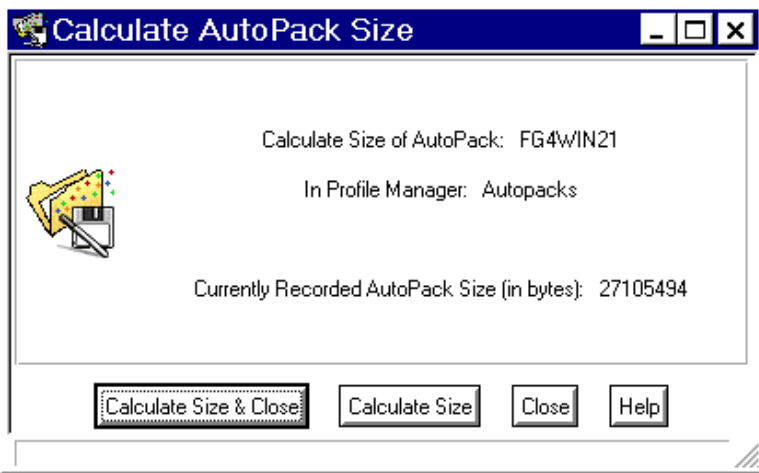 Calculate AutoPack Size
Calculate Size of AutoPack: FG4WIN21
In Profile Manager: Autopacks
Currently Recorded AutoPack Size (in bytes): 27105494
Calculate Size & Close Calculate Size Close Help